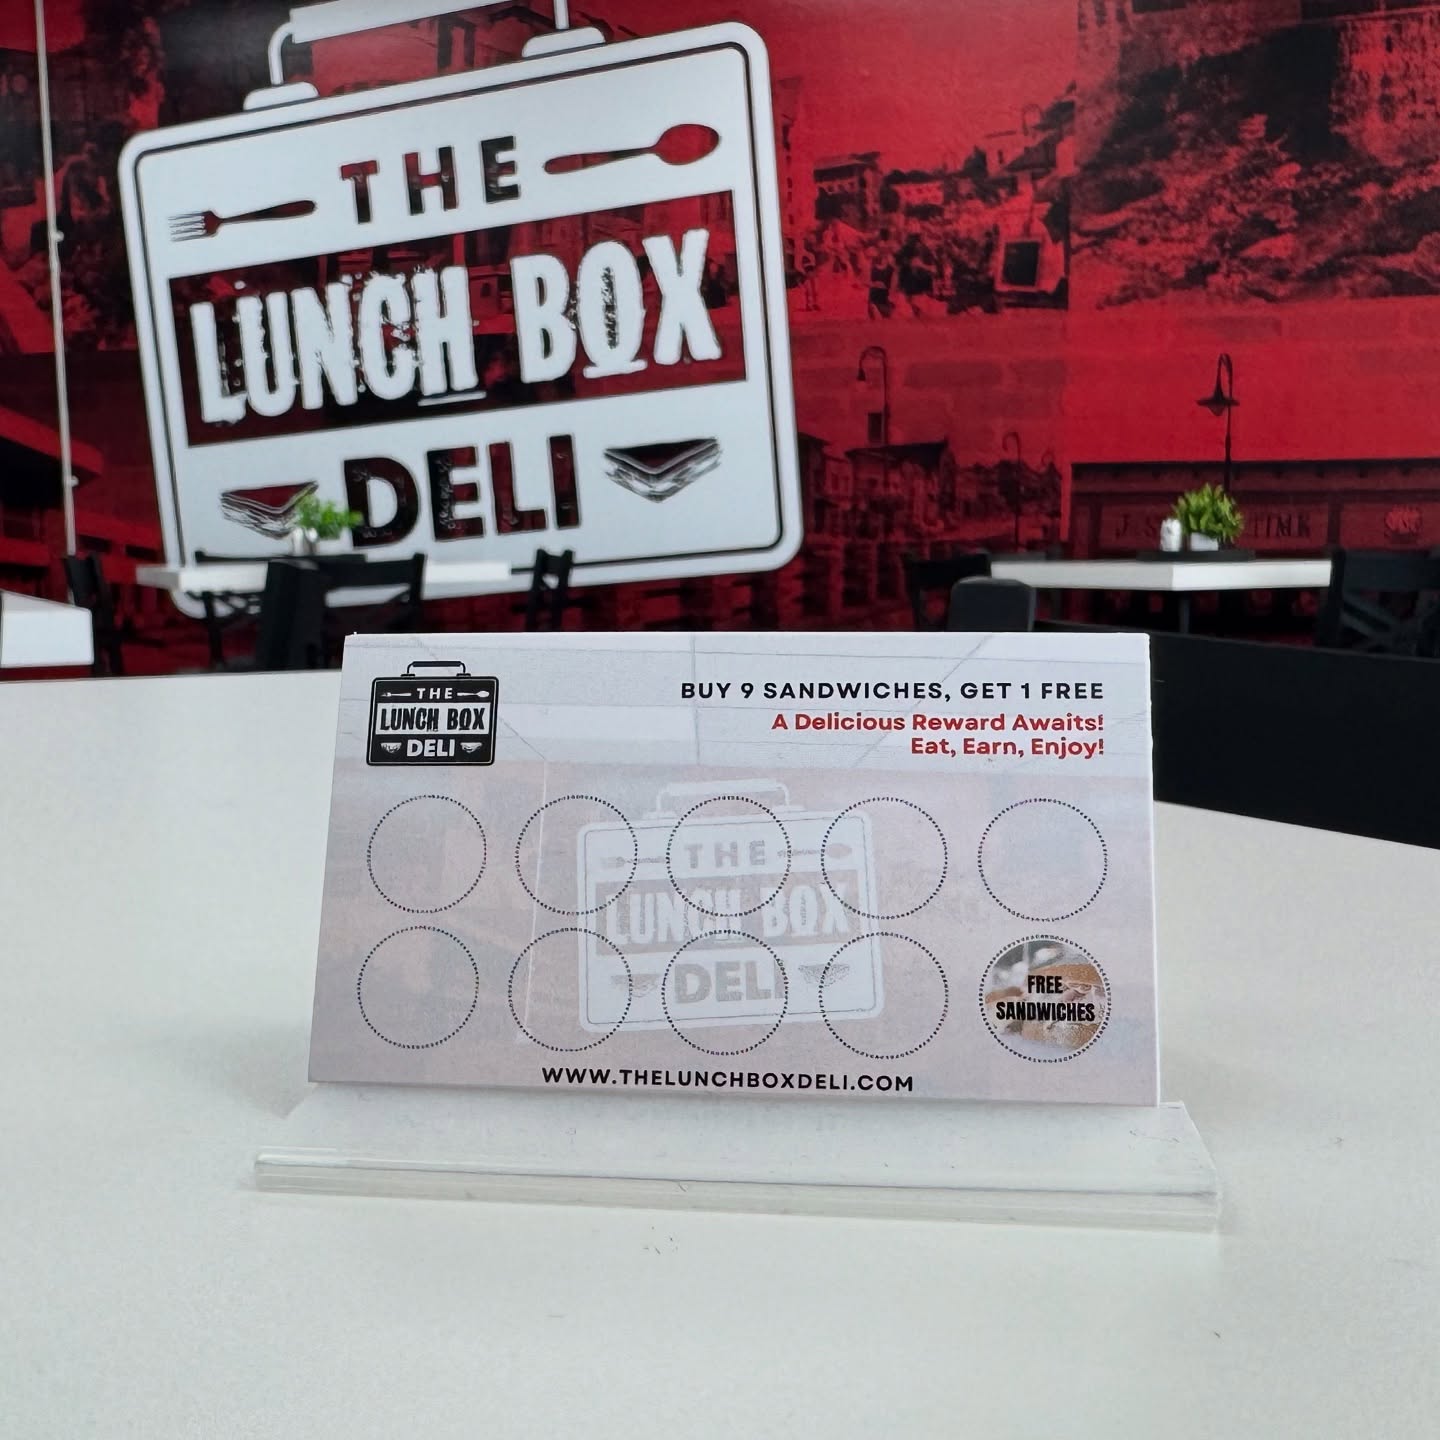 THE
LUNCH BOX
DELI
THE
LUNCH BOX
DELI
BUY 9 SANDWICHES, GET 1 FREE
A Delicious Reward Awaits!
Eat, Earn, Enjoy!
THE
LUNCH BOX
DELI
FREE
SANDWICHES
WWW.THELUNCHBOXDELI.COM